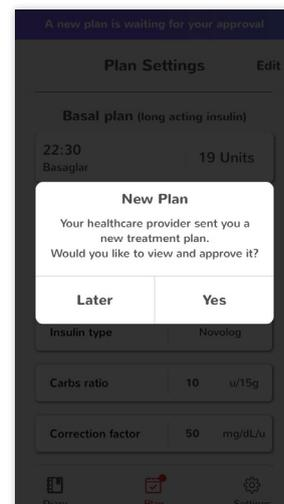 A new plan is waiting for your approval
Plan Settings Edit
Basal plan (long acting insulin)
22:30
Basaglar
19 Units
New Plan
Your healthcare provider sent you a
new treatment plan.
Would you like to view and approve it?
Later Yes
Insulin type Novolog
Carbs ratio 10 u/15g
Correction factor 50 mg/dL/u
Diary Plan Settings